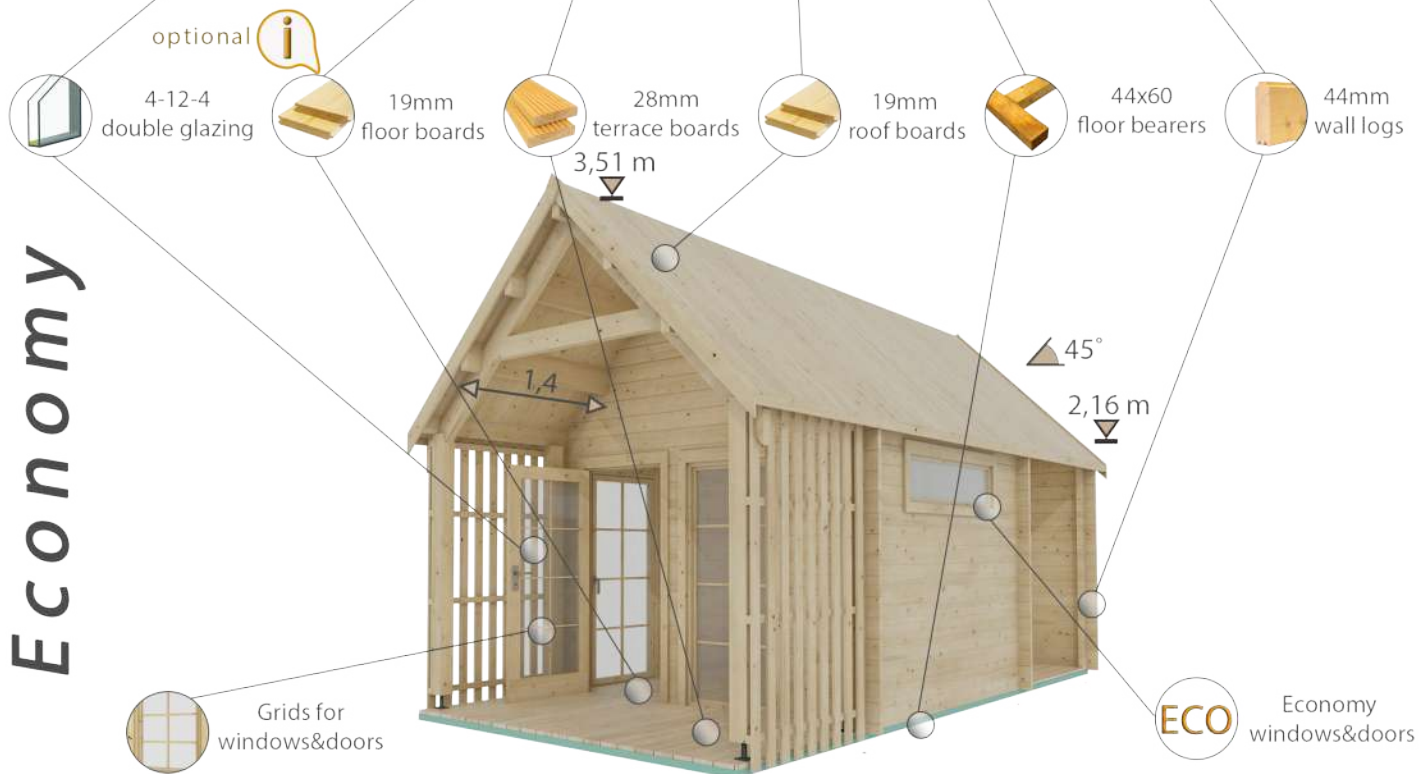 optional
i
4-12-4
double glazing
19mm
floor boards
28mm
terrace boards
19mm
roof boards
44x60
floor bearers
44mm
wall logs
3,51 m
Economy
1,4
45°
2,16 m
Grids for
windows&doors
ECO
Economy
windows&doors